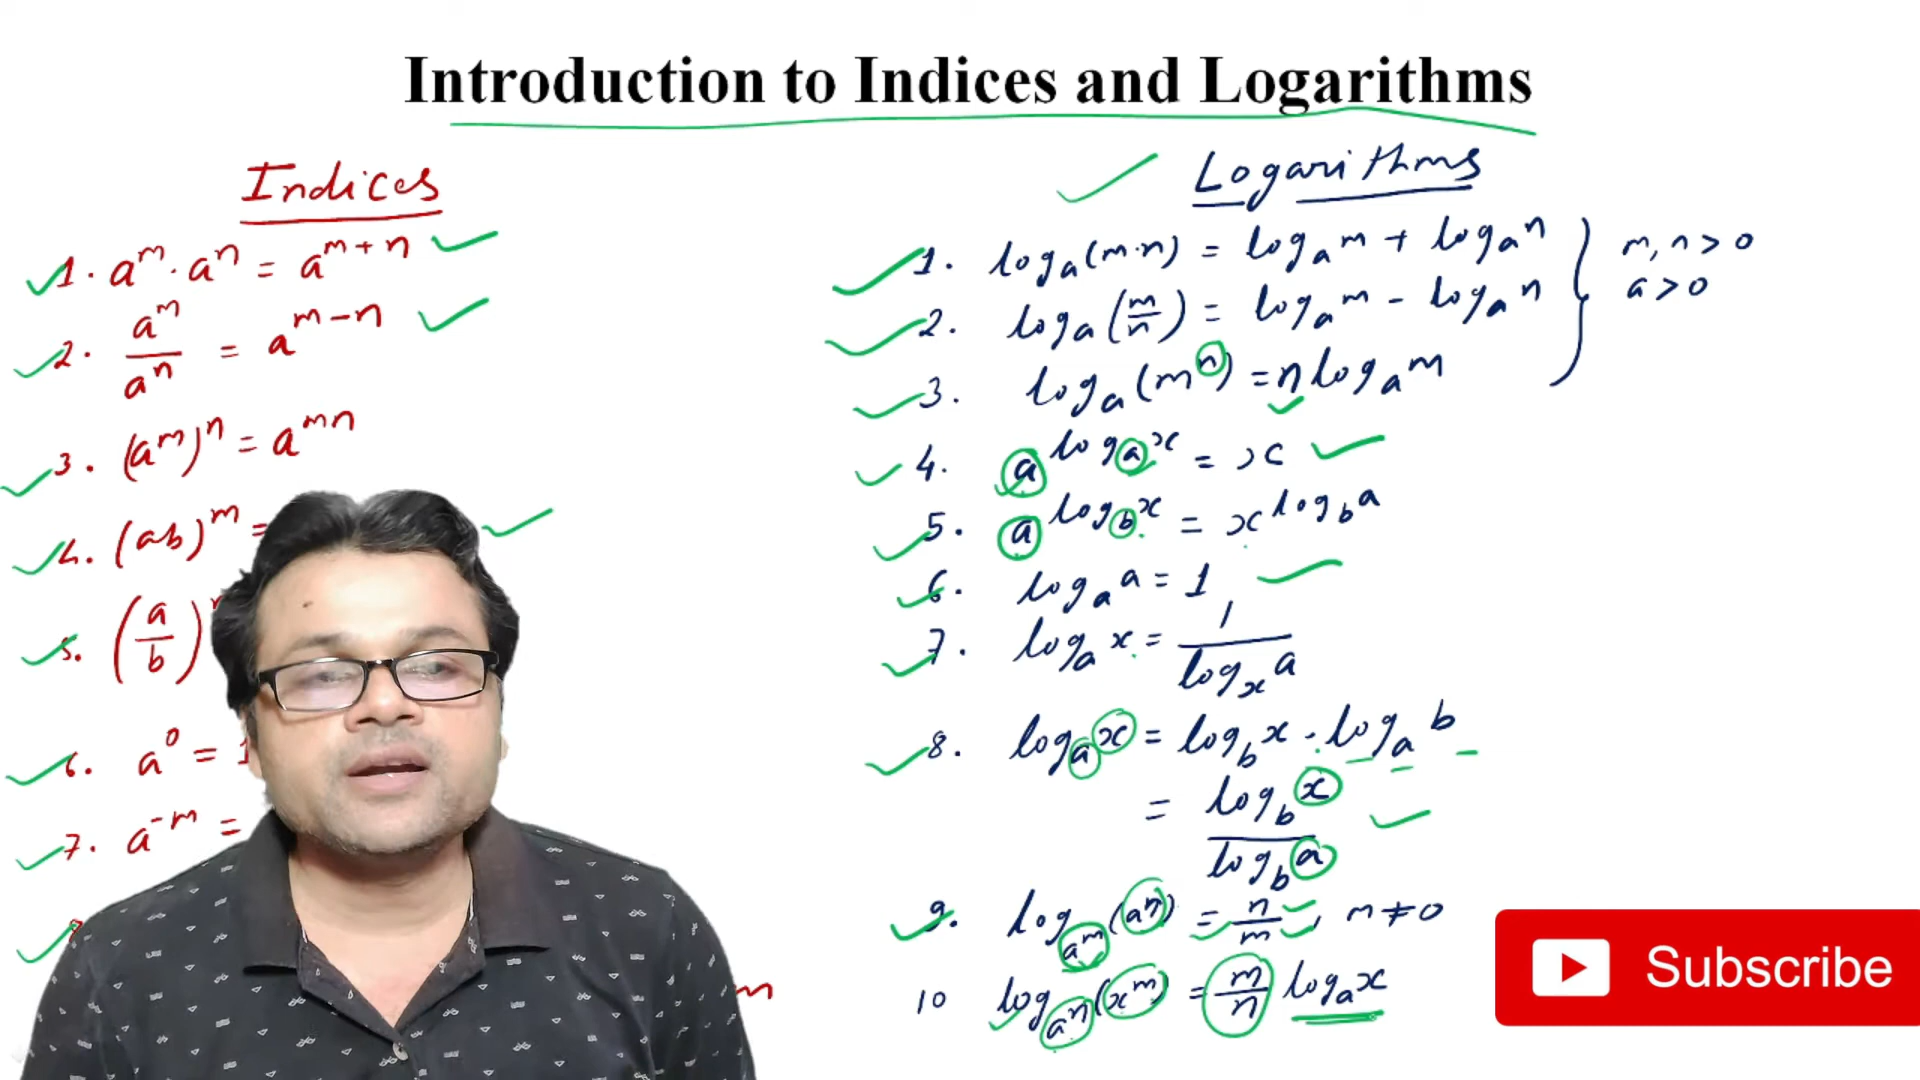 Introduction to Indices and Logarithms
Indices
1. a^m · a^n = a^{m+n}
2. a^m / a^n = a^{m-n}
3. (a^m)^n = a^{mn}
4. (ab)^m =
5. (a/b)
6. a^0 = 1
7. a^{-m} =
m
Logarithms
1. log_a(m·n) = log_a m + log_a n
2. log_a(m/n) = log_a m - log_a n
3. log_a(m^n) = n log_a m
m, n > 0
a > 0
4. a^{log_a x} = x
5. a^{log_b x} = x^{log_b a}
6. log_a a = 1
7. log_a x = 1 / log_x a
8. log_a x = log_b x · log_a b
= log_b x / log_b a
9. log_{a^m}(a^n) = n/m, m ≠ 0
10 log_{a^n}(x^m) = m/n log_a x
Subscribe